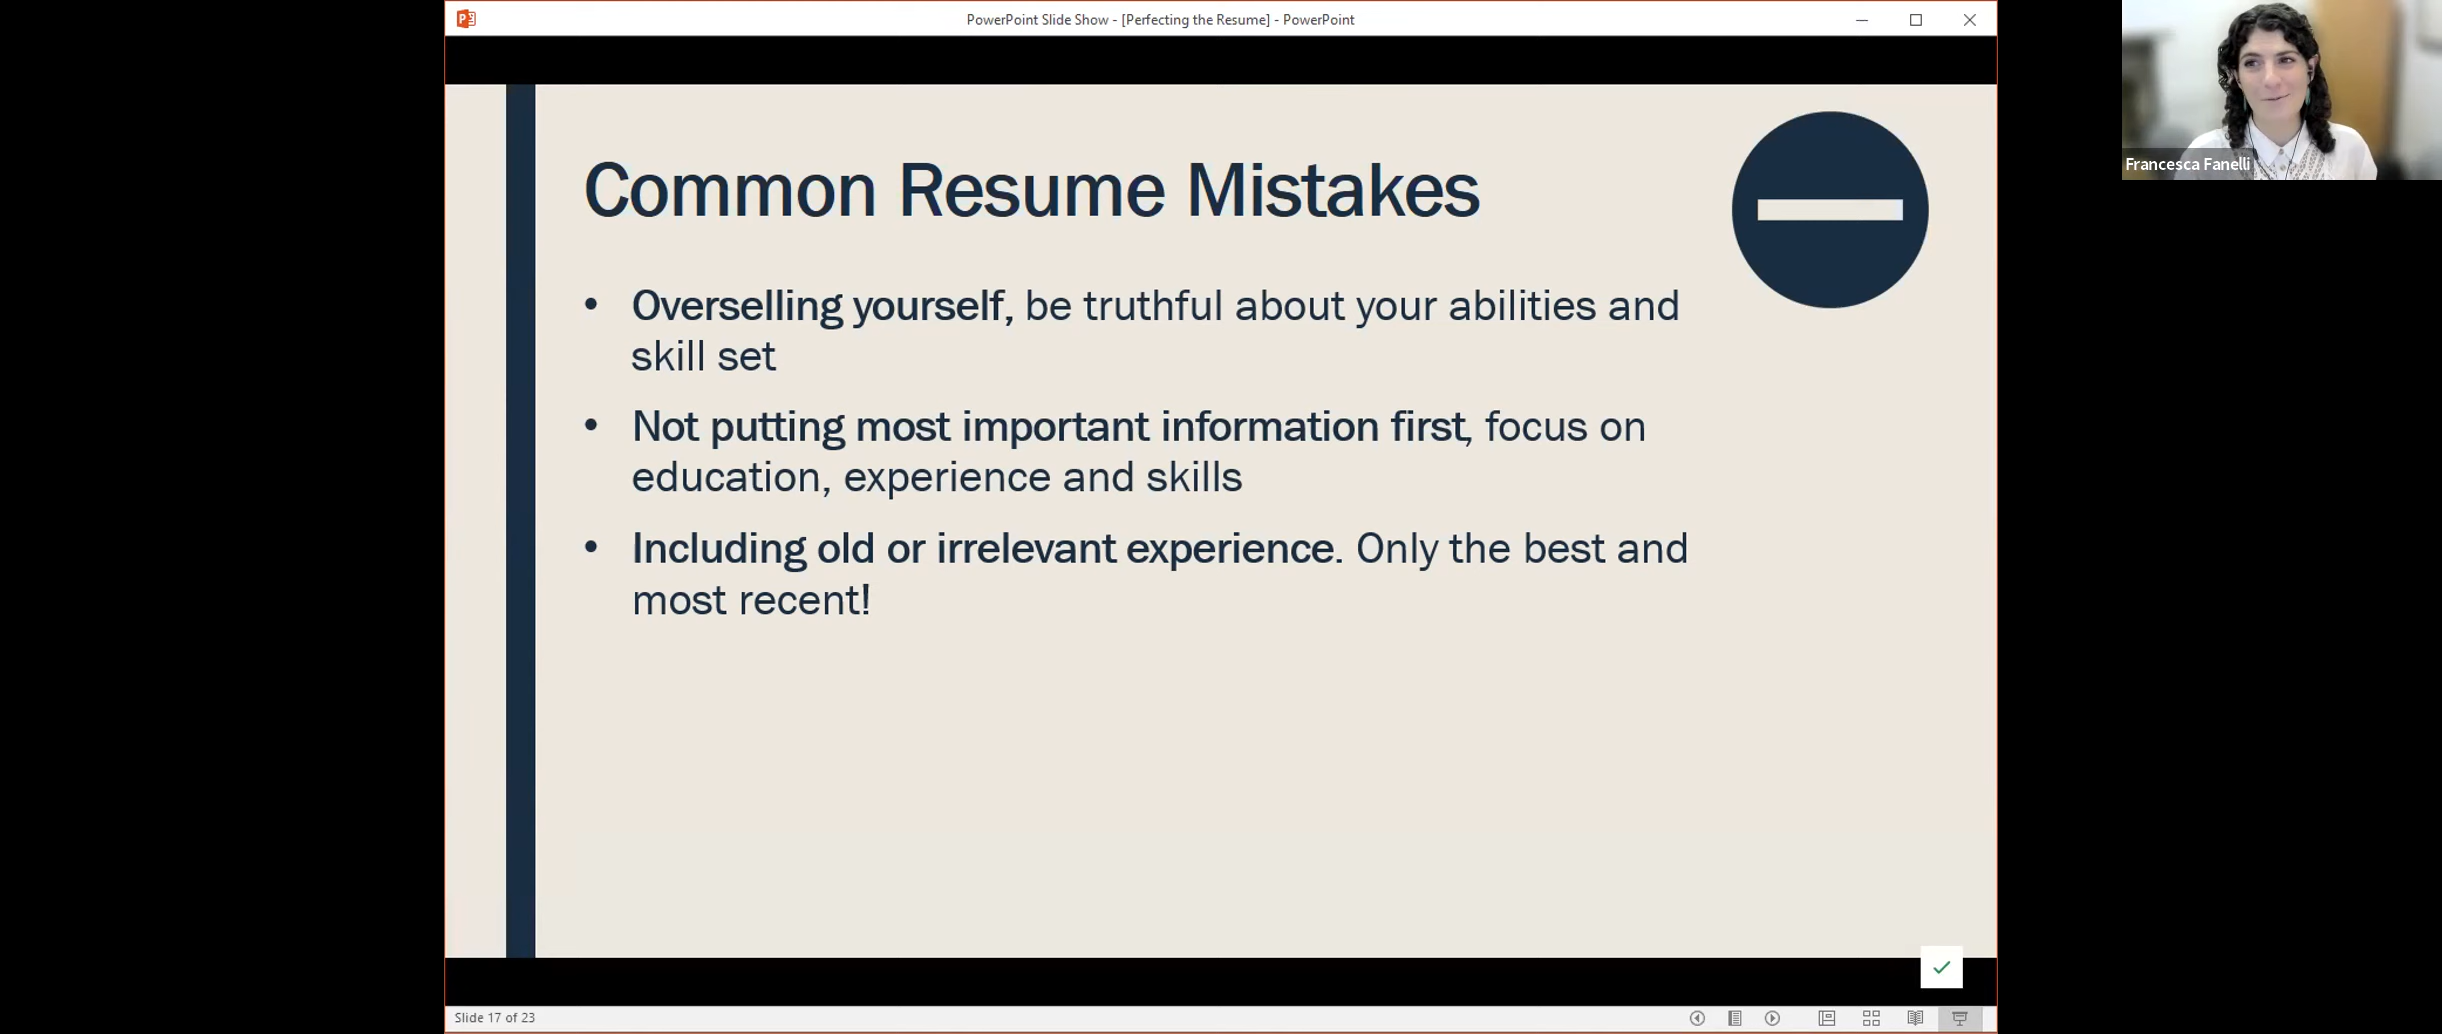 PowerPoint Slide Show - [Perfecting the Resume] - PowerPoint
Francesca Fanelli
Common Resume Mistakes
• Overselling yourself, be truthful about your abilities and
skill set
• Not putting most important information first, focus on
education, experience and skills
• Including old or irrelevant experience. Only the best and
most recent!
Slide 17 of 23